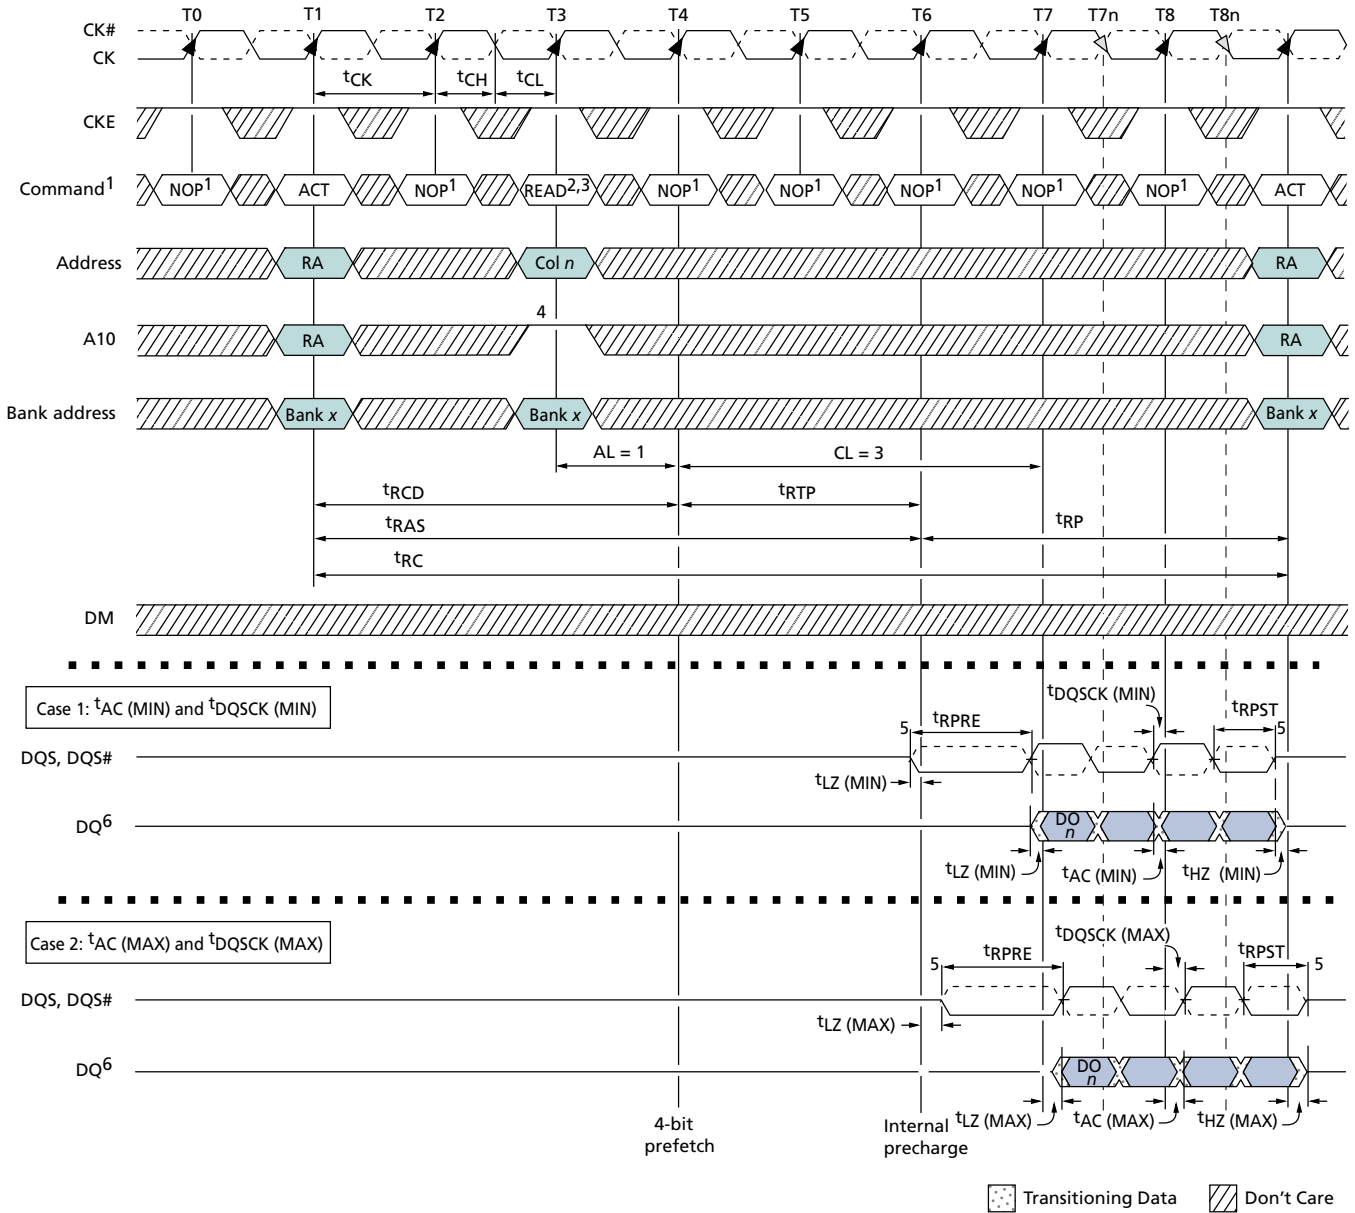 T0 T1 T2 T3 T4 T5 T6 T7 T7n T8 T8n
CK#
CK
tCK tCH tCL
CKE
Command1 NOP1 ACT NOP1 READ2,3 NOP1 NOP1 NOP1 NOP1 NOP1 ACT
Address RA Col n RA
4
A10 RA RA
Bank address Bank x Bank x Bank x
AL = 1 CL = 3
tRCD tRTP
tRAS tRP
tRC
DM
Case 1: tAC (MIN) and tDQSCK (MIN)
tDQSCK (MIN)
5 tRPRE tRPST 5
DQS, DQS#
tLZ (MIN)
DQ6 DO
n
tLZ (MIN) tAC (MIN) tHZ (MIN)
Case 2: tAC (MAX) and tDQSCK (MAX)
tDQSCK (MAX)
5 tRPRE tRPST 5
DQS, DQS#
tLZ (MAX)
DQ6 DO
n
tLZ (MAX) tAC (MAX) tHZ (MAX)
4-bit
prefetch
Internal
precharge
Transitioning Data Don't Care